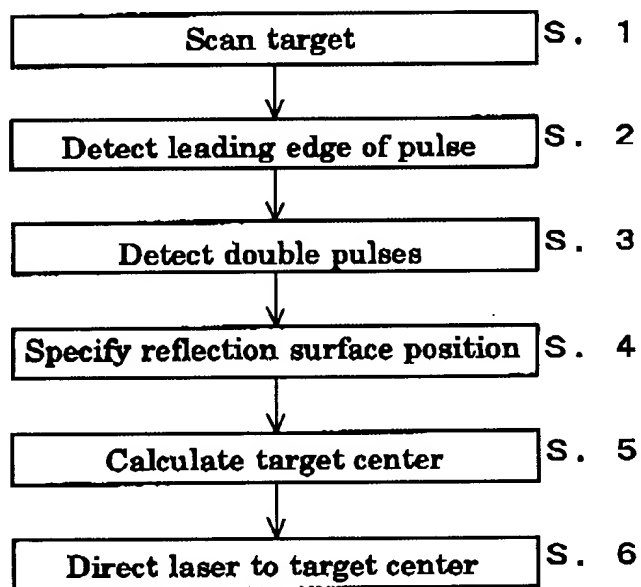 Scan target S. 1
Detect leading edge of pulse S. 2
Detect double pulses S. 3
Specify reflection surface position S. 4
Calculate target center S. 5
Direct laser to target center S. 6